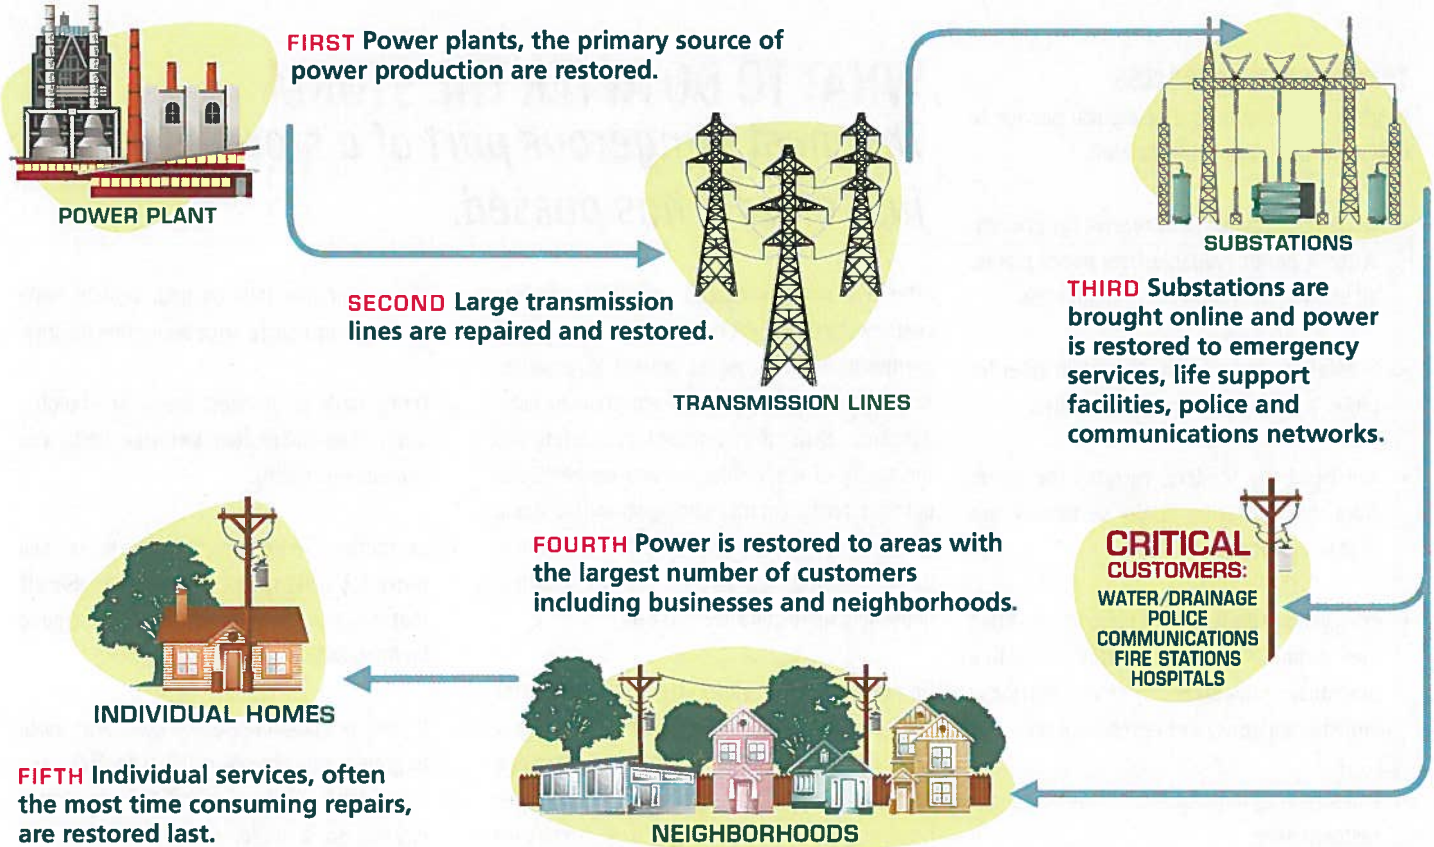 FIRST Power plants, the primary source of
power production are restored.
POWER PLANT
SECOND Large transmission
lines are repaired and restored.
TRANSMISSION LINES
SUBSTATIONS
THIRD Substations are
brought online and power
is restored to emergency
services, life support
facilities, police and
communications networks.
CRITICAL
CUSTOMERS:
WATER/DRAINAGE
POLICE
COMMUNICATIONS
FIRE STATIONS
HOSPITALS
FOURTH Power is restored to areas with
the largest number of customers
including businesses and neighborhoods.
NEIGHBORHOODS
INDIVIDUAL HOMES
FIFTH Individual services, often
the most time consuming repairs,
are restored last.